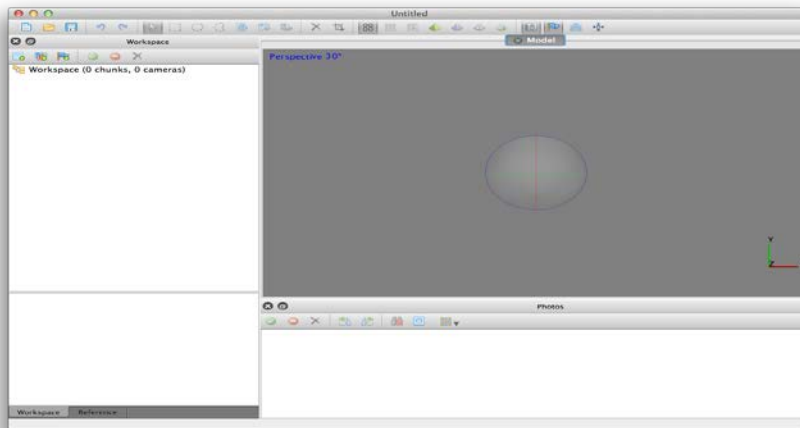 Untitled
Workspace
Model
Workspace (0 chunks, 0 cameras)
Perspective 30°
Y
Z
Photos
Workspace Reference